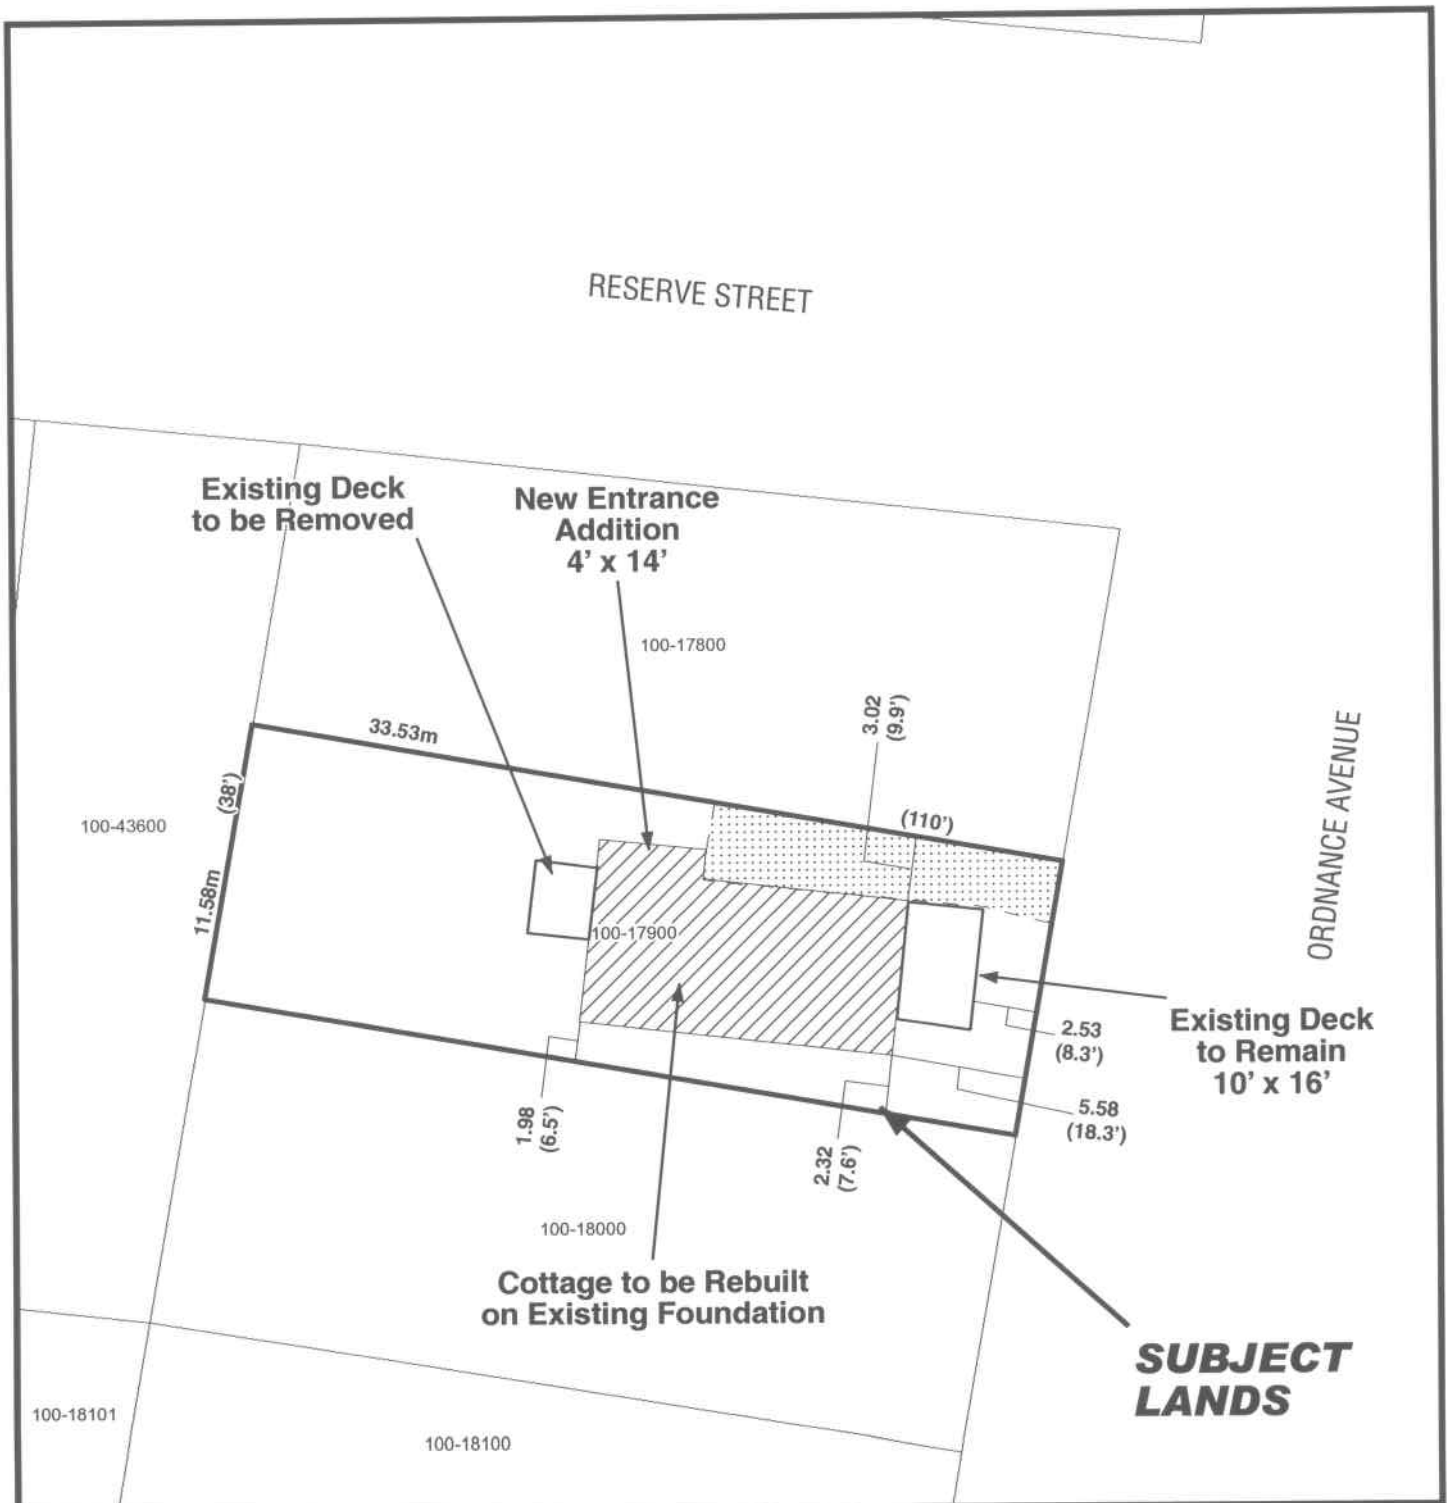 RESERVE STREET
Existing Deck
to be Removed
New Entrance
Addition
4' x 14'
100-17800
33.53m
3.02
(9.9')
(110')
(38')
11.58m
100-43600
100-17900
ORDNANCE AVENUE
Existing Deck
to Remain
10' x 16'
2.53
(8.3')
5.58
(18.3')
1.98
(6.5')
2.32
(7.6')
100-18000
Cottage to be Rebuilt
on Existing Foundation
SUBJECT
LANDS
100-18101
100-18100